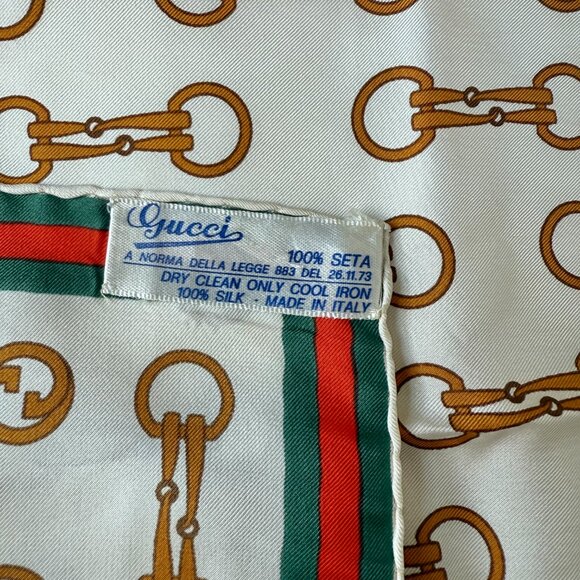 Gucci
100% SETA
A NORMA DELLA LEGGE 883 DEL 26.11.73
DRY CLEAN ONLY COOL IRON
100% SILK - MADE IN ITALY